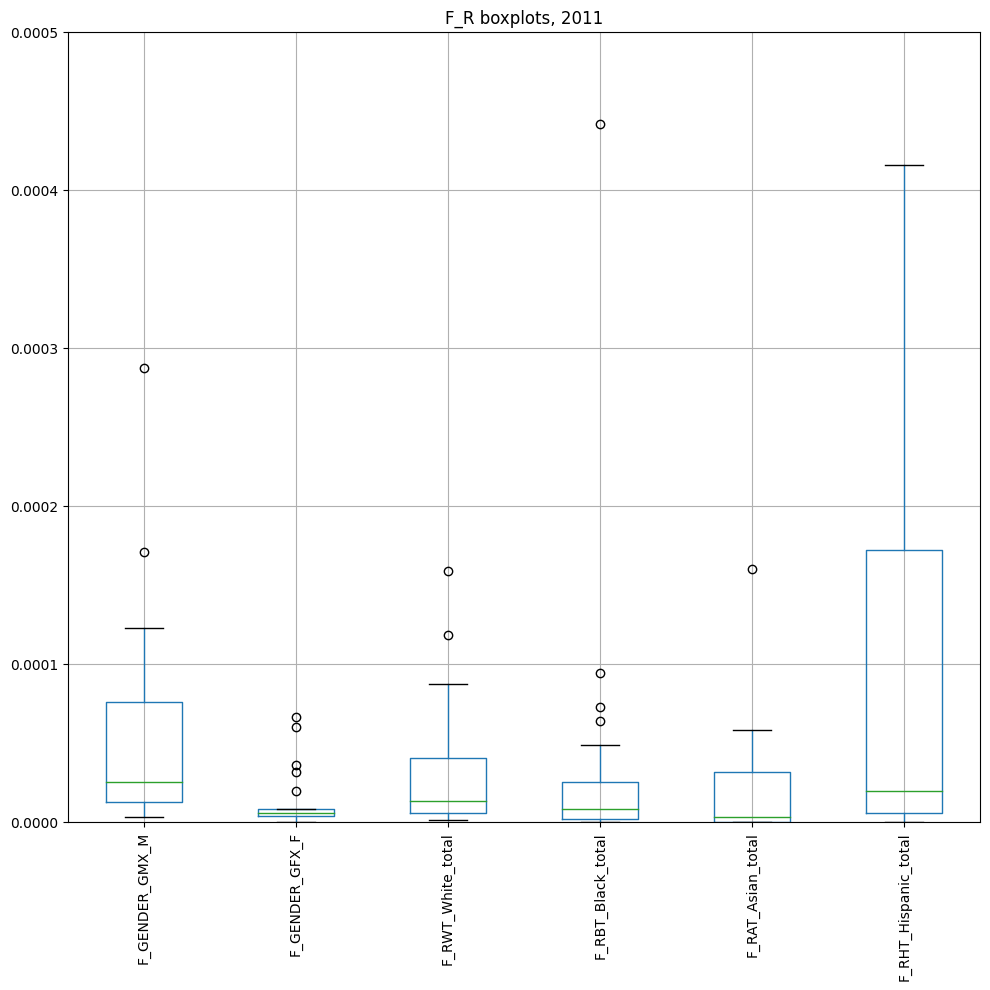 F_R boxplots, 2011
0.0005
0.0004
0.0003
0.0002
0.0001
0.0000
F_GENDER_GMX_M
F_GENDER_GFX_F
F_RWT_White_total
F_RBT_Black_total
F_RAT_Asian_total
F_RHT_Hispanic_total